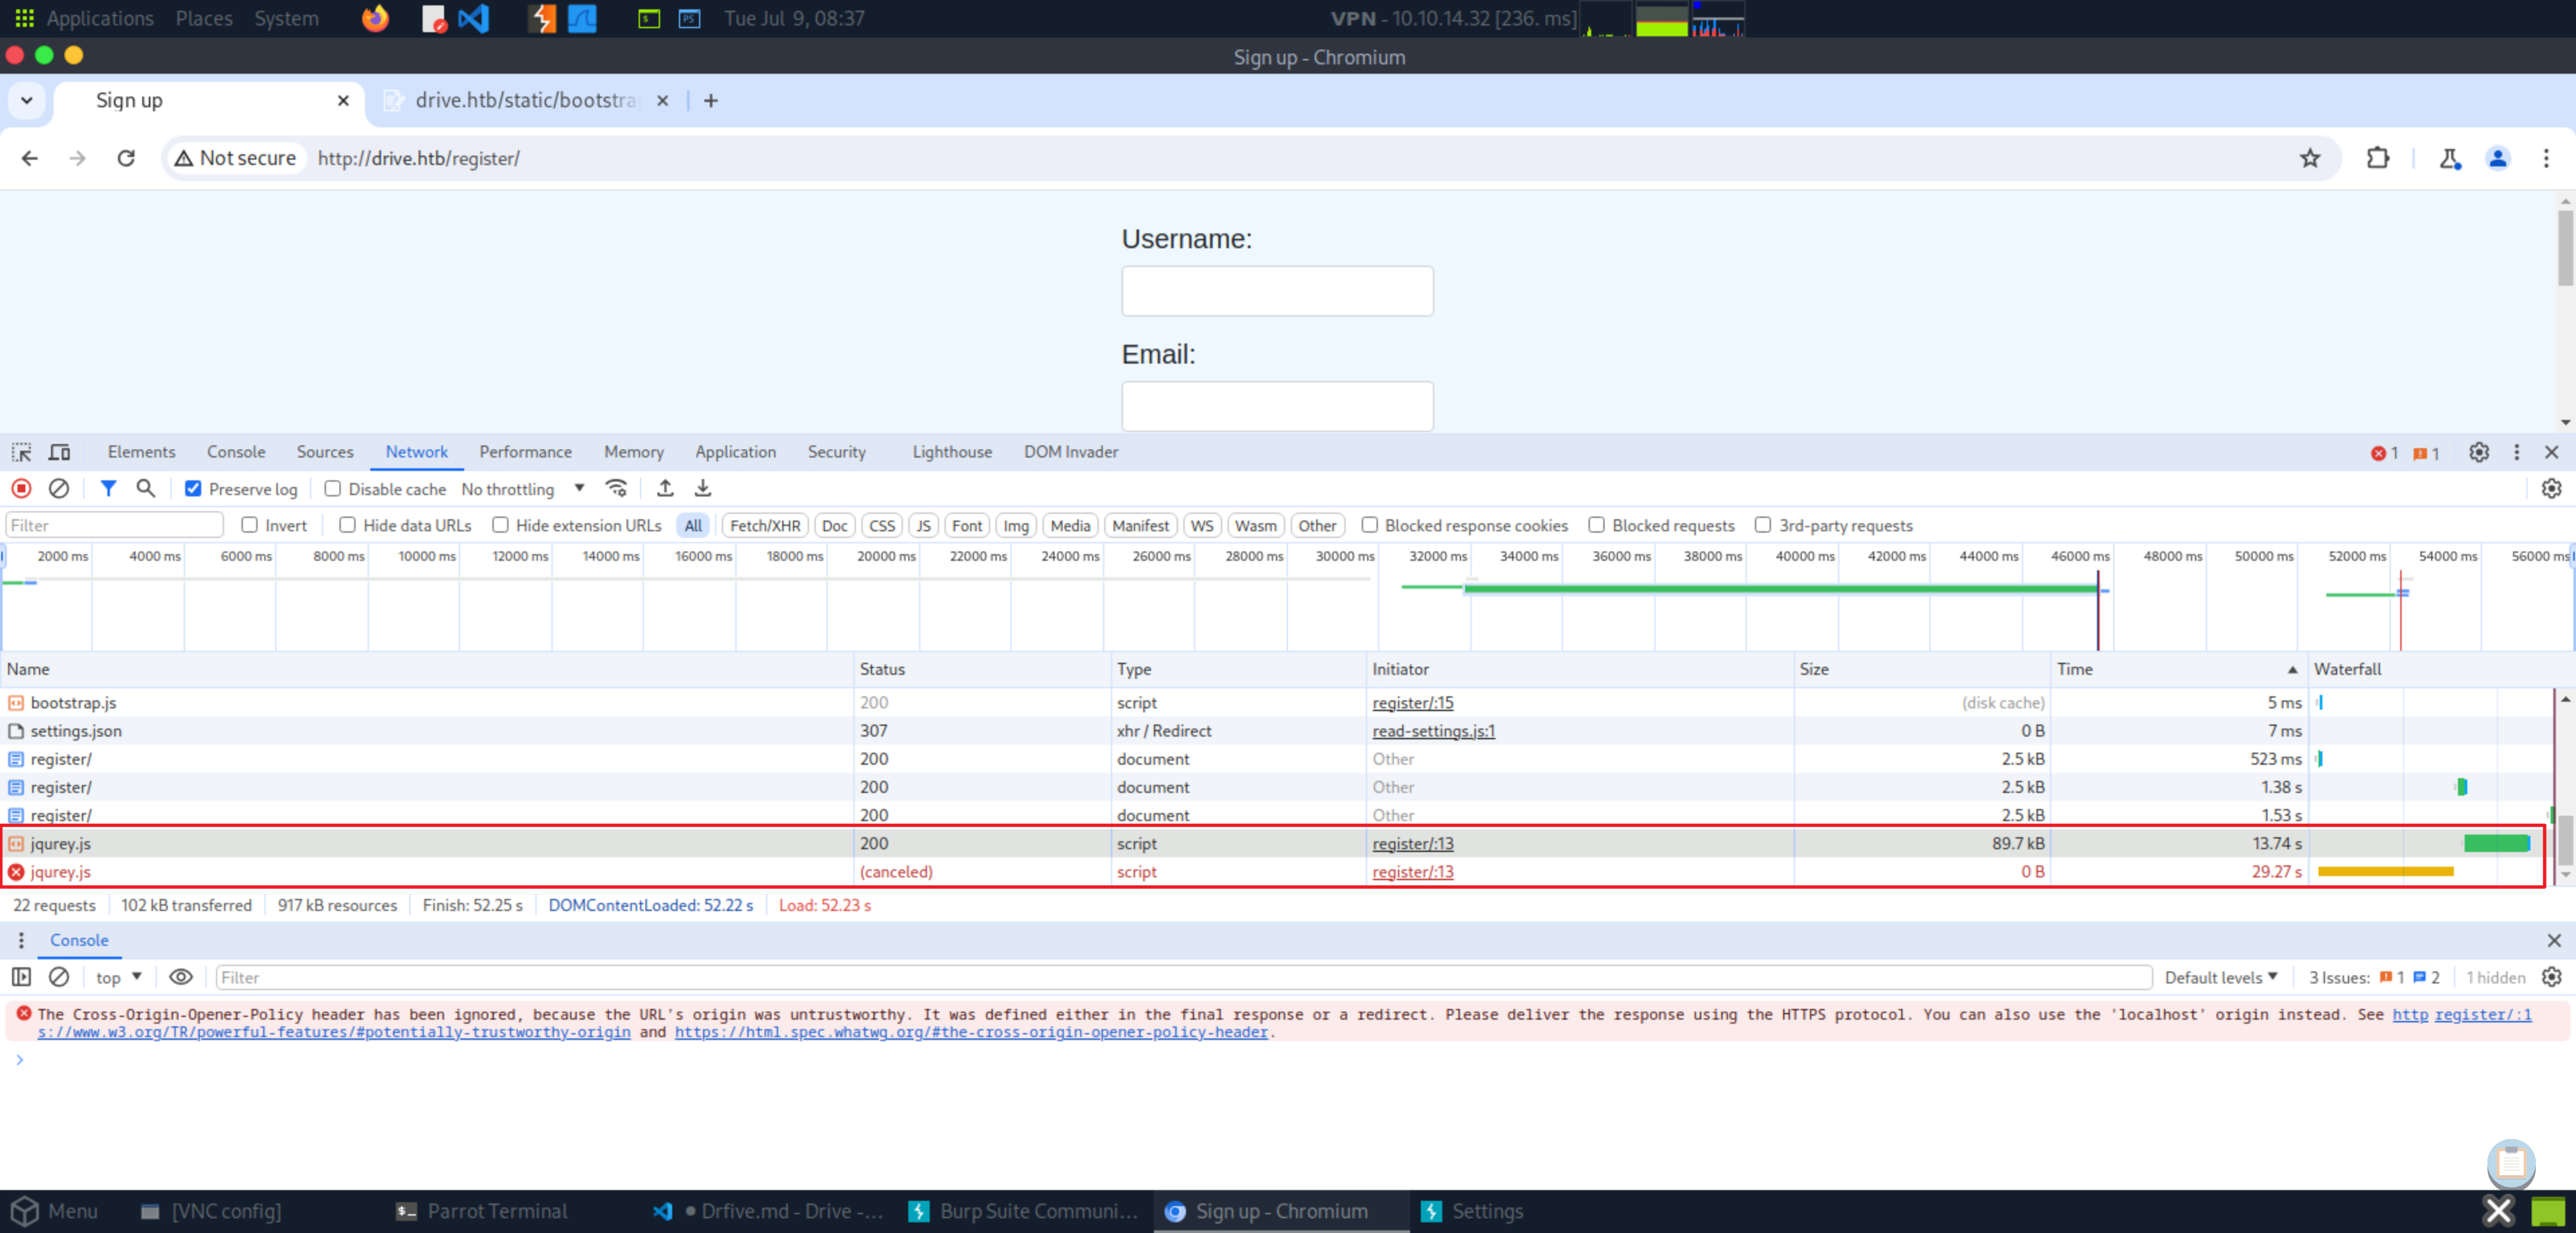 Applications Places System Tue Jul 9, 08:37 VPN - 10.10.14.32 [236. ms]
Sign up - Chromium
Sign up drive.htb/static/bootstra
Not secure http://drive.htb/register/
Username:
Email:
Elements Console Sources Network Performance Memory Application Security Lighthouse DOM Invader 1 1
Preserve log Disable cache No throttling
Filter Invert Hide data URLs Hide extension URLs All Fetch/XHR Doc CSS JS Font Img Media Manifest WS Wasm Other Blocked response cookies Blocked requests 3rd-party requests
2000 ms 4000 ms 6000 ms 8000 ms 10000 ms 12000 ms 14000 ms 16000 ms 18000 ms 20000 ms 22000 ms 24000 ms 26000 ms 28000 ms 30000 ms 32000 ms 34000 ms 36000 ms 38000 ms 40000 ms 42000 ms 44000 ms 46000 ms 48000 ms 50000 ms 52000 ms 54000 ms 56000 ms
Name Status Type Initiator Size Time Waterfall
bootstrap.js 200 script register/:15 (disk cache) 5 ms
settings.json 307 xhr / Redirect read-settings.js:1 0 B 7 ms
register/ 200 document Other 2.5 kB 523 ms
register/ 200 document Other 2.5 kB 1.38 s
register/ 200 document Other 2.5 kB 1.53 s
jqurey.js 200 script register/:13 89.7 kB 13.74 s
jqurey.js (canceled) script register/:13 0 B 29.27 s
22 requests 102 kB transferred 917 kB resources Finish: 52.25 s DOMContentLoaded: 52.22 s Load: 52.23 s
Console
top Filter Default levels 3 Issues: 1 2 1 hidden
The Cross-Origin-Opener-Policy header has been ignored, because the URL's origin was untrustworthy. It was defined either in the final response or a redirect. Please deliver the response using the HTTPS protocol. You can also use the 'localhost' origin instead. See http register/:1
s://www.w3.org/TR/powerful-features/#potentially-trustworthy-origin and https://html.spec.whatwg.org/#the-cross-origin-opener-policy-header.
Menu [VNC config] Parrot Terminal Drfive.md - Drive -... Burp Suite Communi... Sign up - Chromium Settings